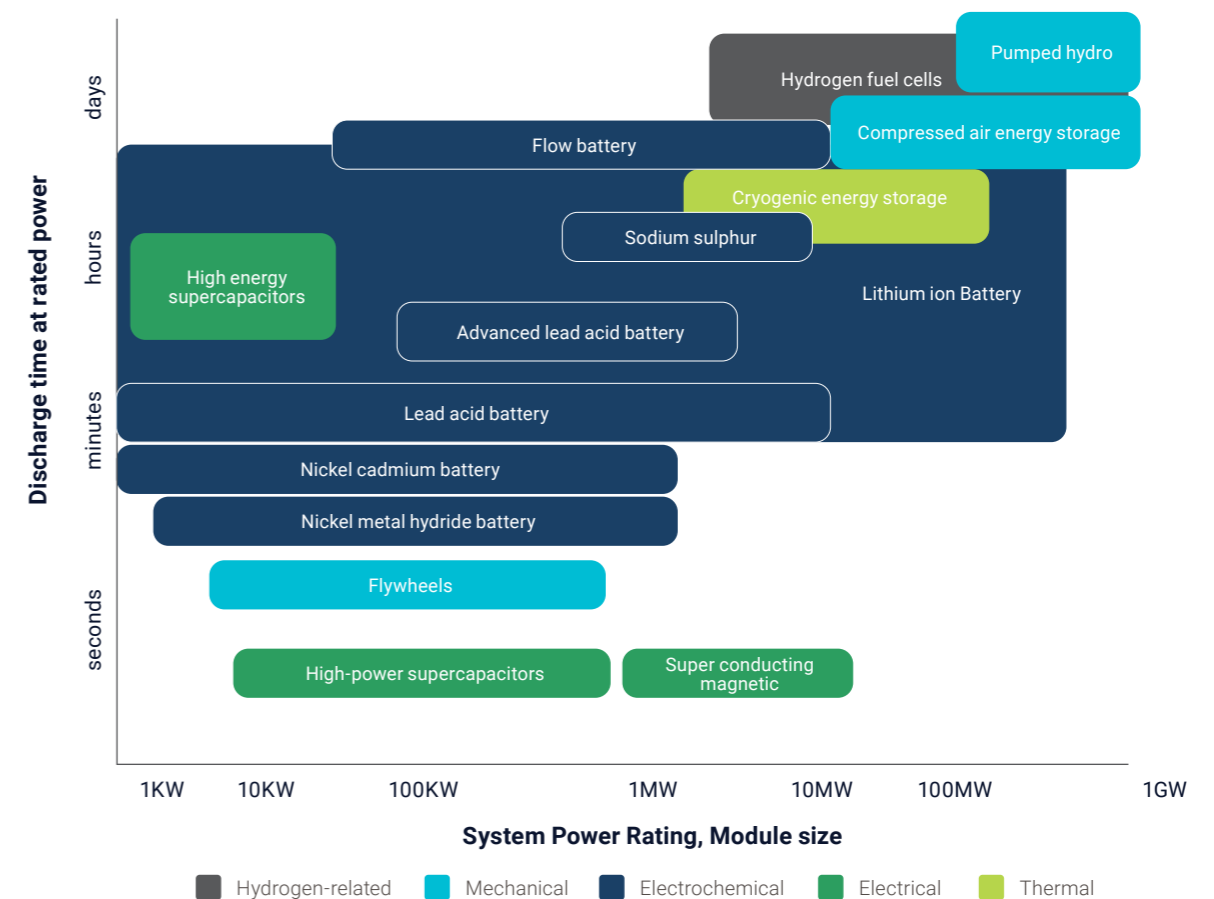 Pumped hydro
Hydrogen fuel cells
Compressed air energy storage
Flow battery
Cryogenic energy storage
Sodium sulphur
High energy
supercapacitors
Lithium ion Battery
Advanced lead acid battery
Lead acid battery
Nickel cadmium battery
Nickel metal hydride battery
Flywheels
High-power supercapacitors
Super conducting
magnetic
Discharge time at rated power
days
hours
minutes
seconds
1KW 10KW 100KW 1MW 10MW 100MW 1GW
System Power Rating, Module size
Hydrogen-related Mechanical Electrochemical Electrical Thermal